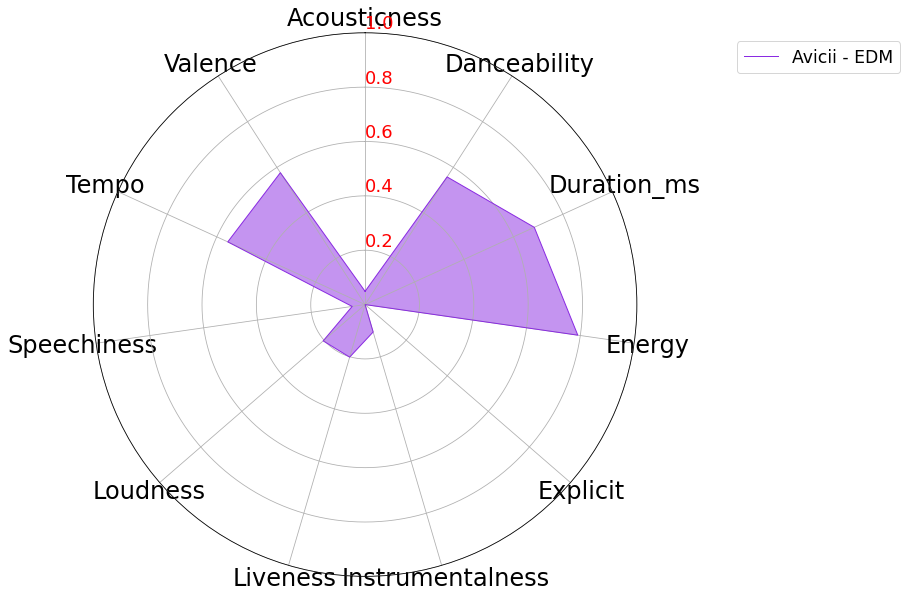 Acousticness
1.0
Valence
Danceability
Avicii - EDM
0.8
0.6
Tempo
Duration_ms
0.4
0.2
Speechiness
Energy
Loudness
Explicit
Liveness
Instrumentalness